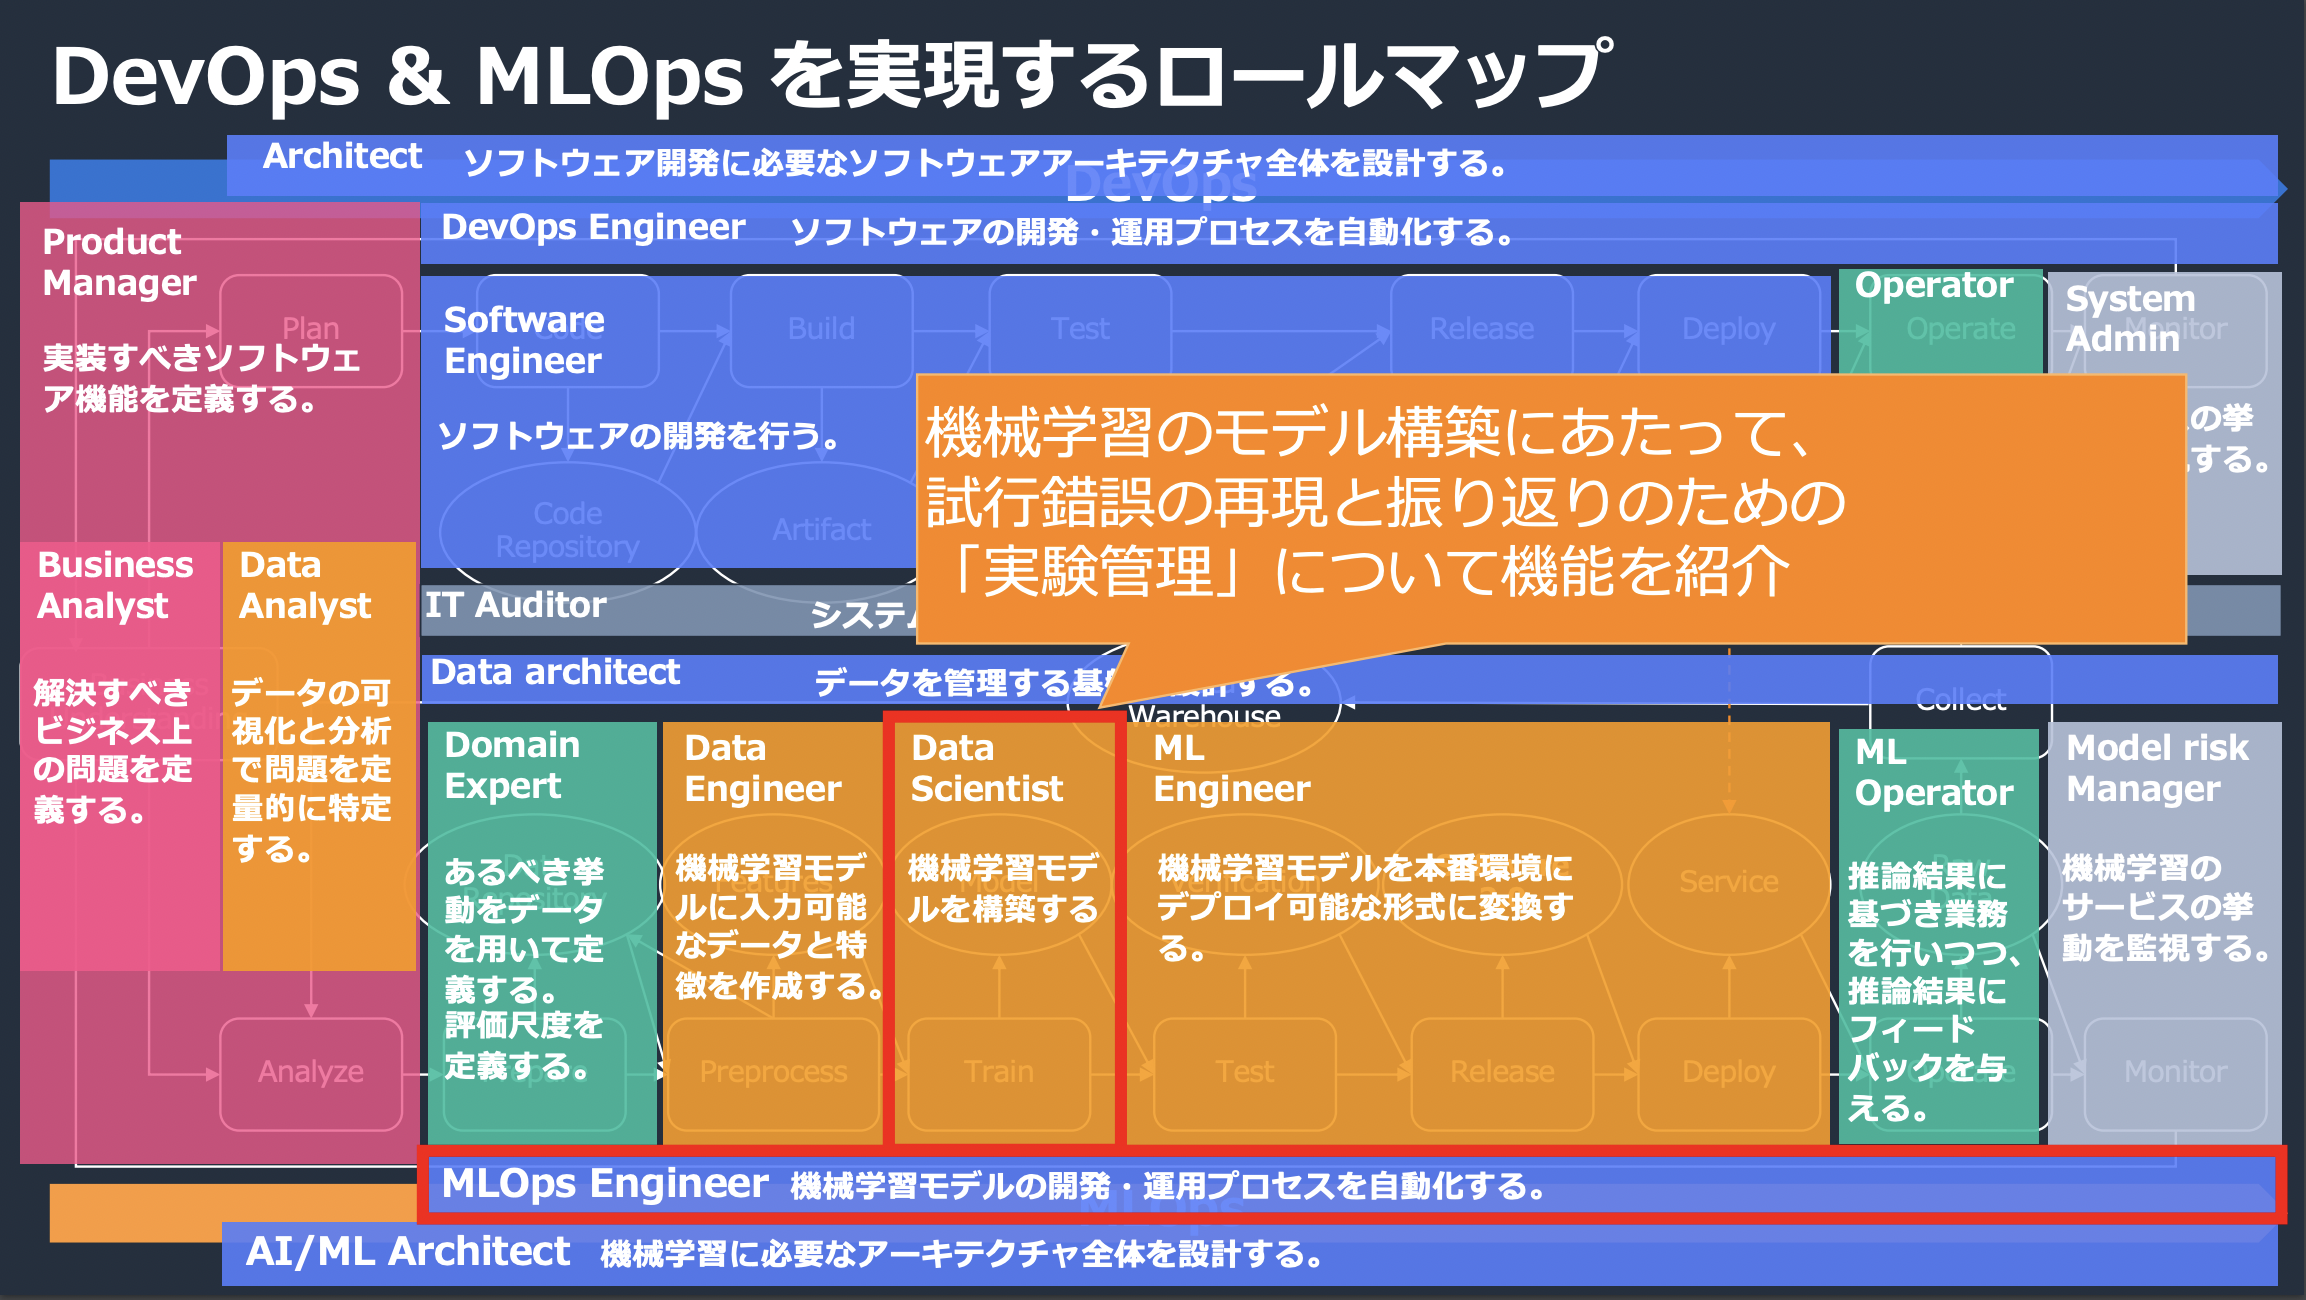 DevOps & MLOps を実現するロールマップ
Architect ソフトウェア開発に必要なソフトウェアアーキテクチャ全体を設計する。
DevOps
DevOps Engineer ソフトウェアの開発・運用プロセスを自動化する。
Product
Manager
実装すべきソフトウェ
ア機能を定義する。
Plan
Software
Engineer
ソフトウェアの開発を行う。
Code
Build
Test
Release
Deploy
Operator
Operate
System
Admin
Monitor
の挙
する。
Code
Repository
Artifact
機械学習のモデル構築にあたって、
試行錯誤の再現と振り返りのための
「実験管理」について機能を紹介
Business
Analyst
解決すべき
ビジネス上
の問題を定
義する。
Data
Analyst
データの可
視化と分析
で問題を定
量的に特定
する。
IT Auditor システム
Data architect データを管理する基盤を設計する。
Warehouse
Collect
Domain
Expert
あるべき挙
動をデータ
を用いて定
義する。
評価尺度を
定義する。
Data
Engineer
機械学習モデ
ルに入力可能
なデータと特
徴を作成する。
Features
Data
Scientist
機械学習モデ
ルを構築する
Model
ML
Engineer
機械学習モデルを本番環境に
デプロイ可能な形式に変換す
る。
Verification
Service
ML
Operator
推論結果に
基づき業務
を行いつつ、
推論結果に
フィード
バックを与
える。
Model risk
Manager
機械学習の
サービスの挙
動を監視する。
Analyze
Prepare
Preprocess
Train
Test
Release
Deploy
Operate
Monitor
MLOps Engineer 機械学習モデルの開発・運用プロセスを自動化する。
MLOps
AI/ML Architect 機械学習に必要なアーキテクチャ全体を設計する。